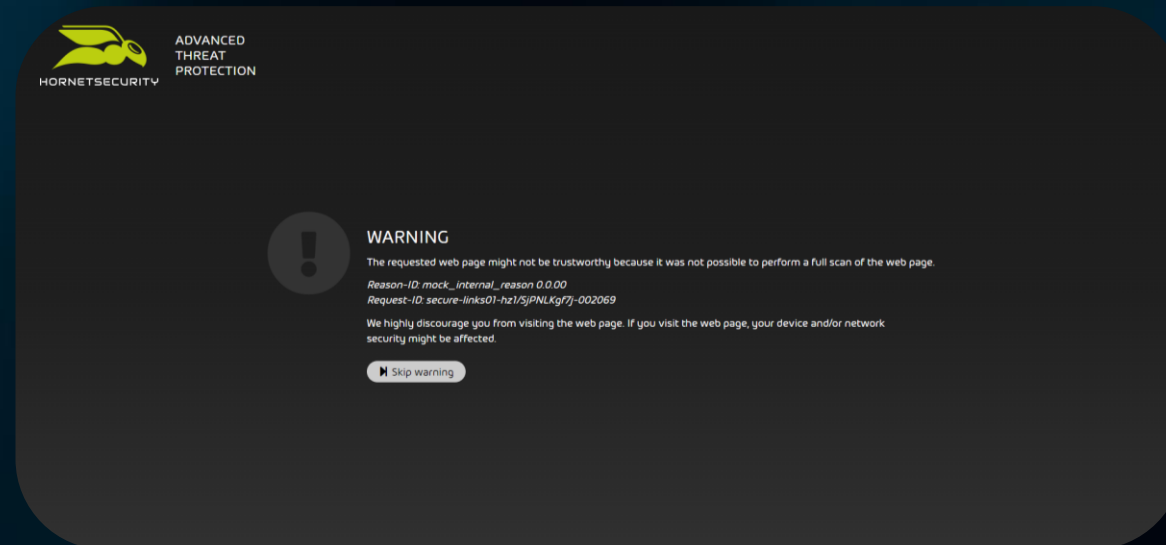 HORNETSECURITY
ADVANCED
THREAT
PROTECTION
WARNING
The requested web page might not be trustworthy because it was not possible to perform a full scan of the web page.
Reason-ID: mock_internal_reason 0.0.00
Request-ID: secure-links01-hz1/SjPNLKgf7j-002069
We highly discourage you from visiting the web page. If you visit the web page, your device and/or network
security might be affected.
Skip warning